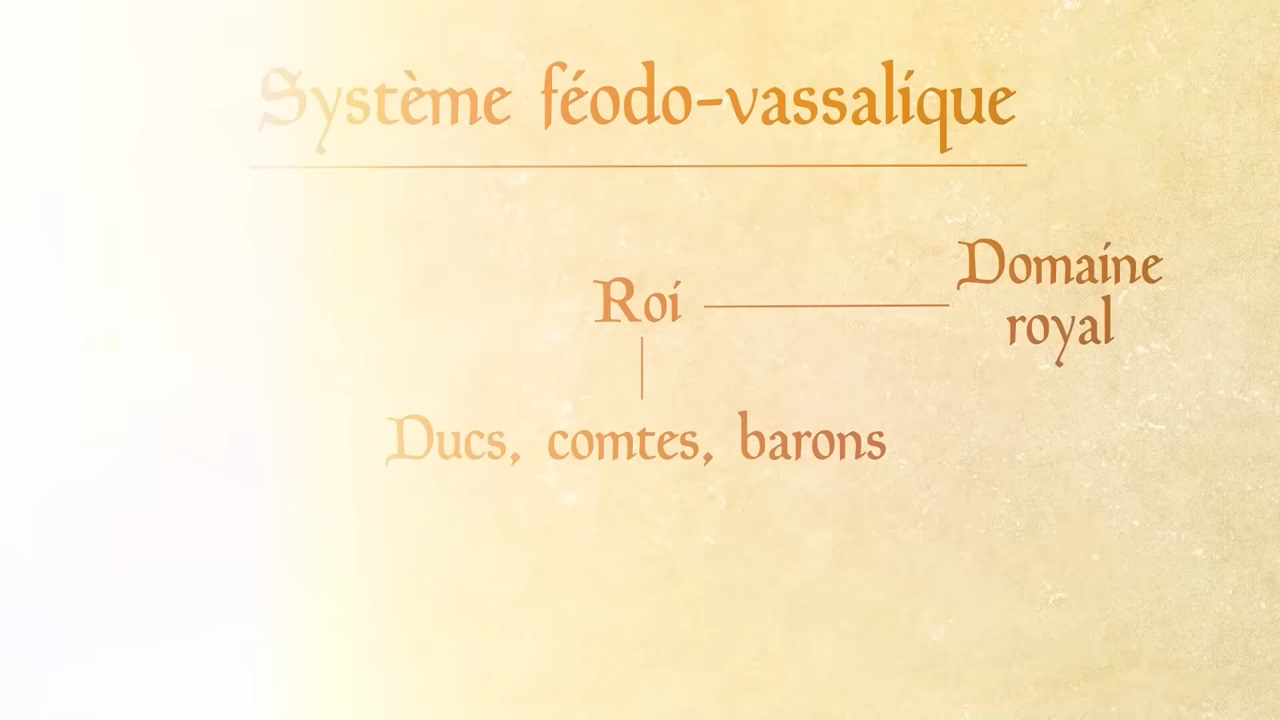 Système féodo-vassalique
Roi
Domaine
royal
Ducs, comtes, barons